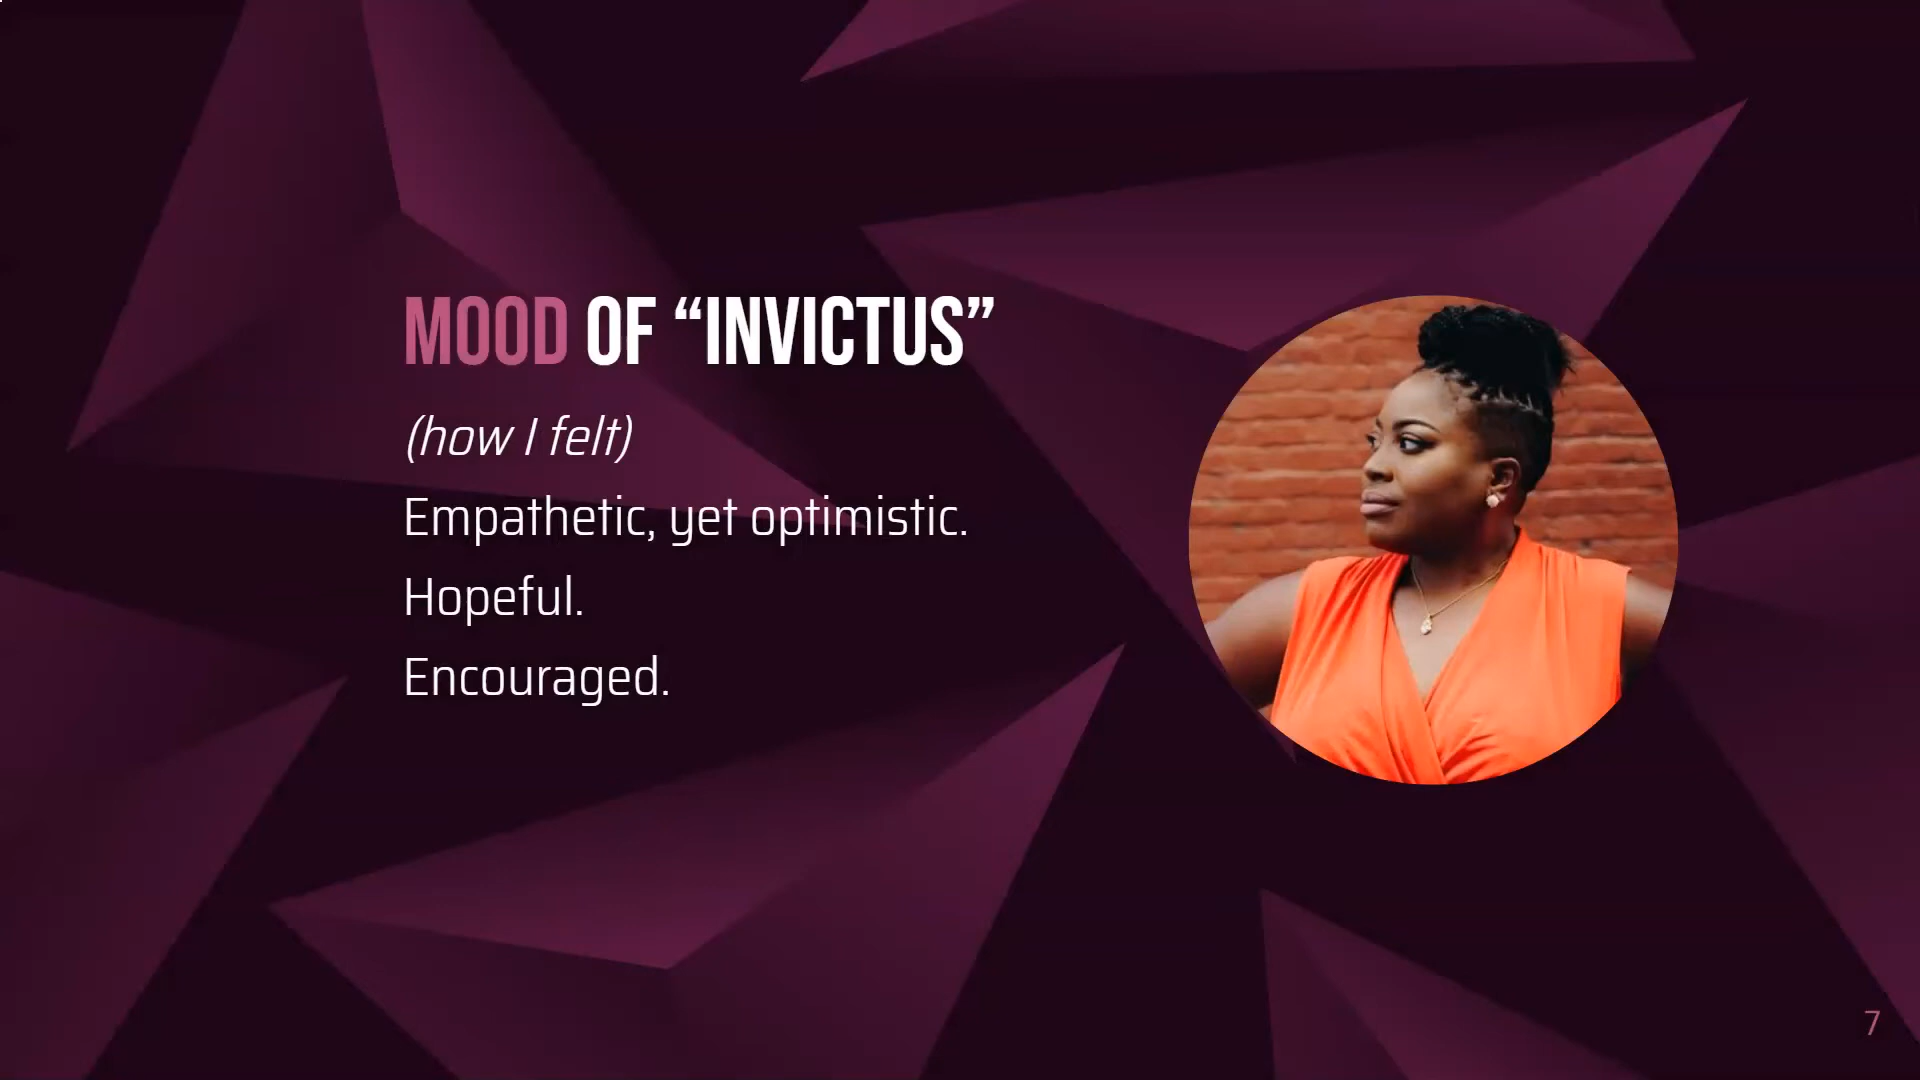 MOOD OF “INVICTUS”
(how I felt)
Empathetic, yet optimistic.
Hopeful.
Encouraged.
7